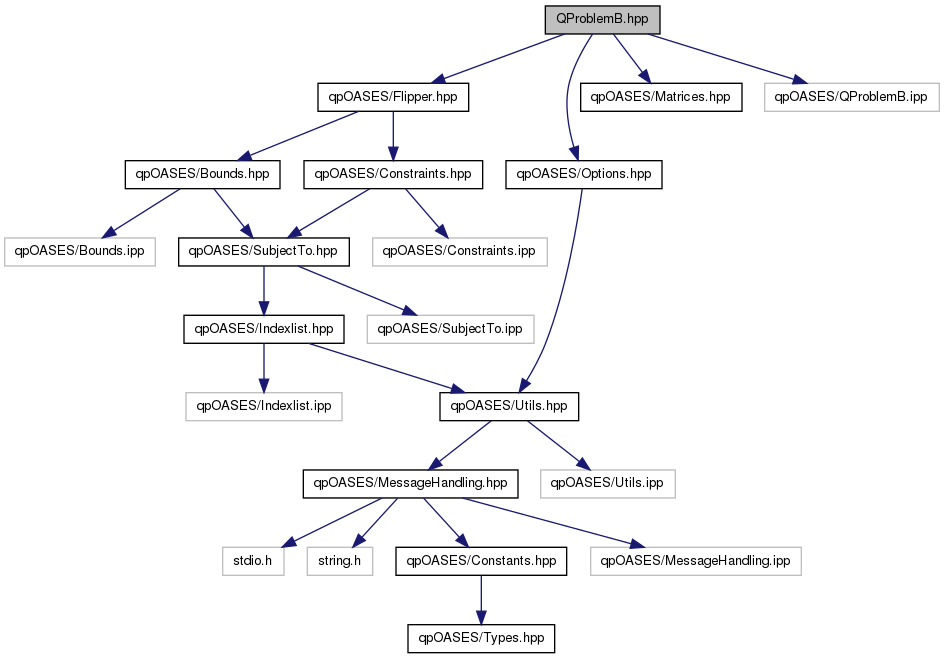 QProblemB.hpp
qpOASES/Flipper.hpp
qpOASES/Matrices.hpp
qpOASES/QProblemB.ipp
qpOASES/Bounds.hpp
qpOASES/Constraints.hpp
qpOASES/Options.hpp
qpOASES/Bounds.ipp
qpOASES/SubjectTo.hpp
qpOASES/Constraints.ipp
qpOASES/Indexlist.hpp
qpOASES/SubjectTo.ipp
qpOASES/Indexlist.ipp
qpOASES/Utils.hpp
qpOASES/MessageHandling.hpp
qpOASES/Utils.ipp
stdio.h
string.h
qpOASES/Constants.hpp
qpOASES/MessageHandling.ipp
qpOASES/Types.hpp